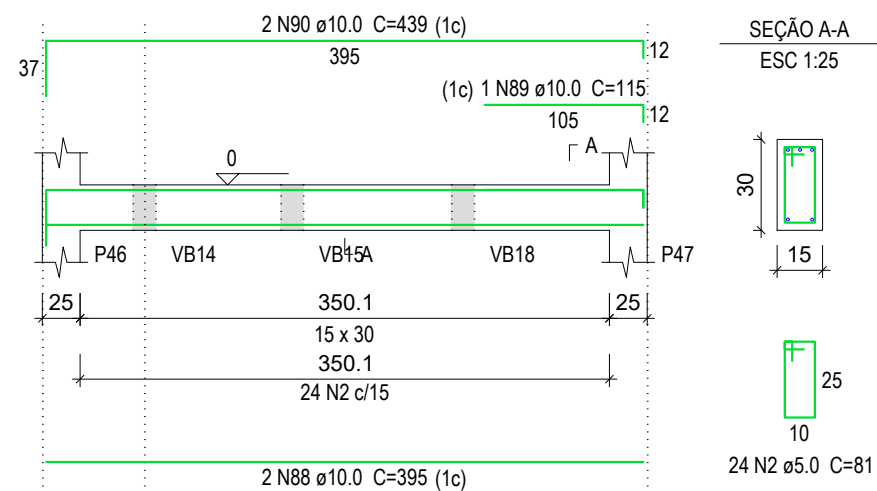 2 N90 ø10.0 C=439 (1c)
37
395
12
(1c) 1 N89 ø10.0 C=115
105
12
A
0
P46
VB14
VB15
A
VB18
P47
25
350.1
25
15 x 30
350.1
24 N2 c/15
2 N88 ø10.0 C=395 (1c)
SEÇÃO A-A
ESC 1:25
30
15
25
10
24 N2 ø5.0 C=81